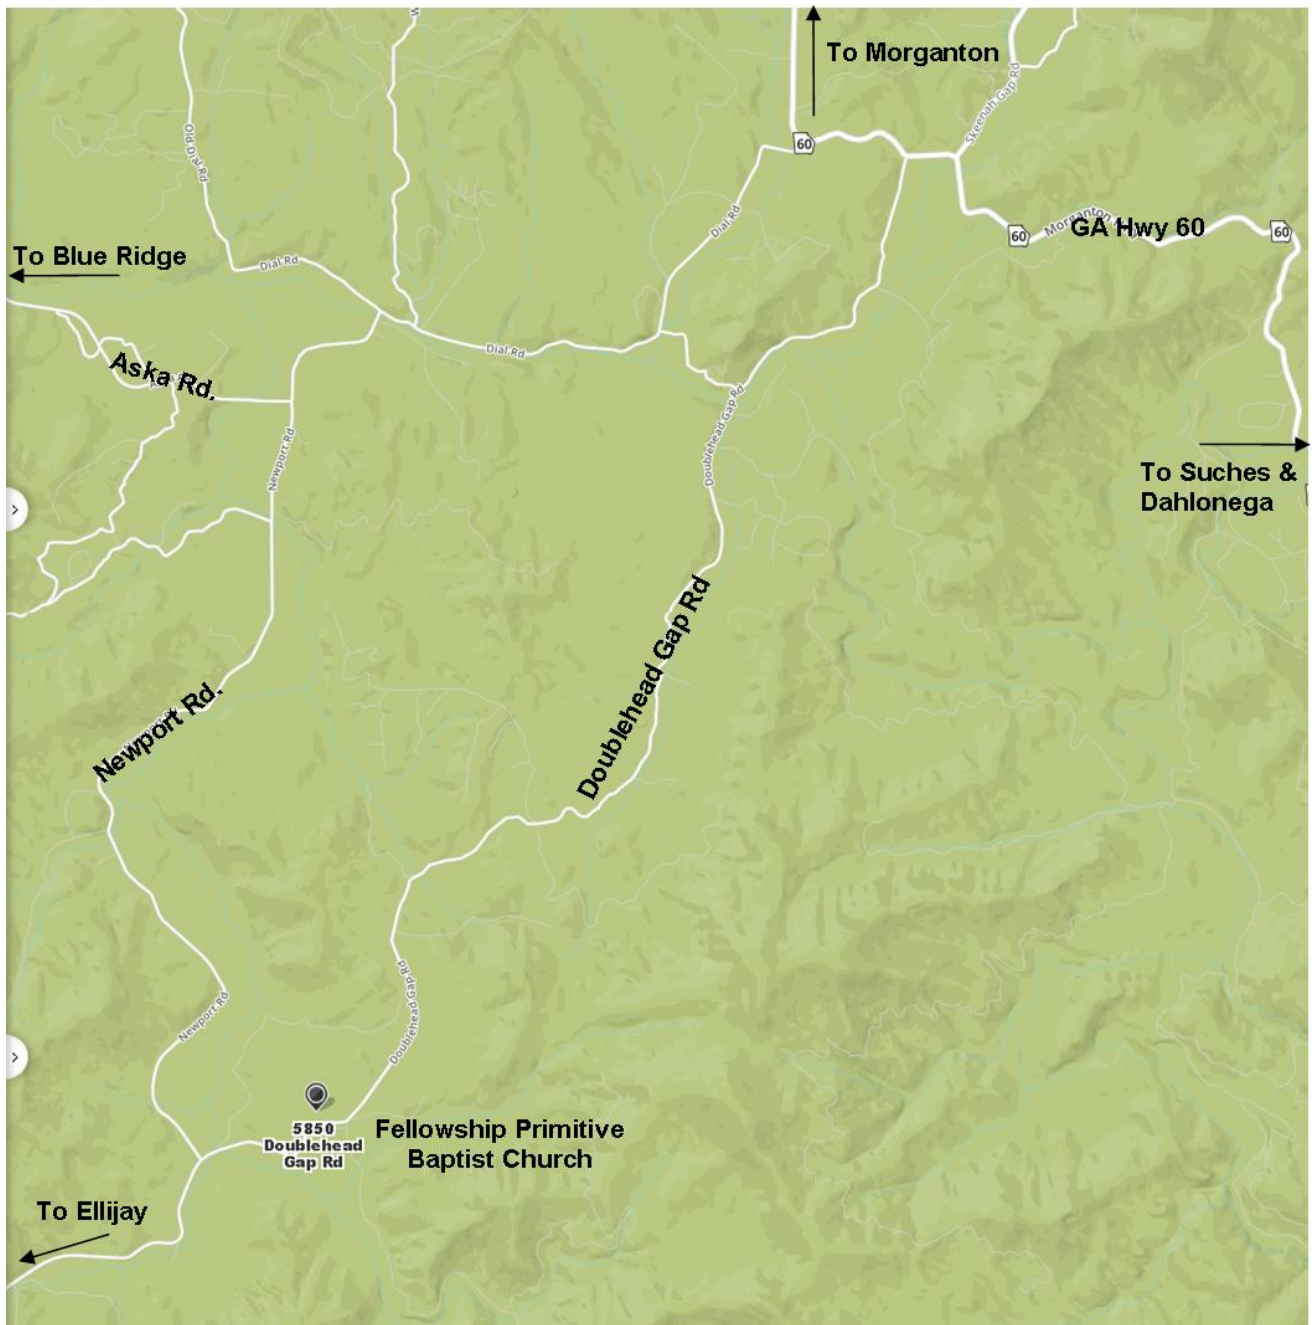 W
To Morganton
Skeenah Gap Rd
60
Old Dial Rd
Dial Rd
GA Hwy 60
Morganton
60
60
To Blue Ridge
Dial Rd
Dial Rd
Aska Rd.
Doublehead Gap Rd
Newport Rd
To Suches &
Dahlonega
Doublehead Gap Rd
Newport Rd.
Doublehead Gap Rd
Newport Rd
5850
Doublehead
Gap Rd
Fellowship Primitive
Baptist Church
To Ellijay